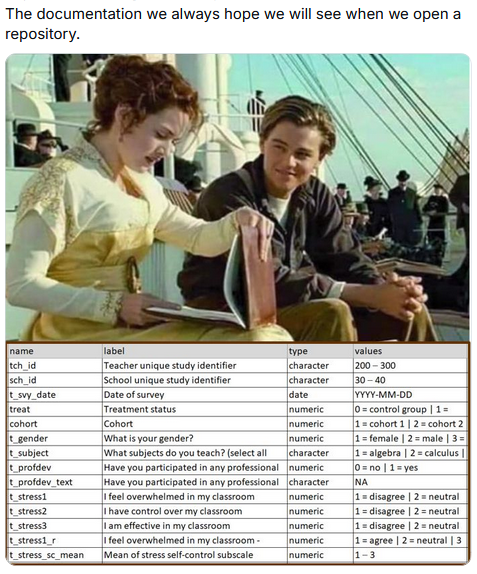 The documentation we always hope we will see when we open a
repository.
name label type values
tch_id Teacher unique study identifier character 200 – 300
sch_id School unique study identifier character 30 – 40
t_svy_date Date of survey date YYYY-MM-DD
treat Treatment status numeric 0 = control group | 1 =
cohort Cohort numeric 1 = cohort 1 | 2 = cohort 2
t_gender What is your gender? numeric 1 = female | 2 = male | 3 =
t_subject What subjects do you teach? (select all character 1 = algebra | 2 = calculus |
t_profdev Have you participated in any professional numeric 0 = no | 1 = yes
t_profdev_text Have you participated in any professional character NA
t_stress1 I feel overwhelmed in my classroom numeric 1 = disagree | 2 = neutral
t_stress2 I have control over my classroom numeric 1 = disagree | 2 = neutral
t_stress3 I am effective in my classroom numeric 1 = disagree | 2 = neutral
t_stress1_r I feel overwhelmed in my classroom - numeric 1 = agree | 2 = neutral | 3
t_stress_sc_mean Mean of stress self-control subscale numeric 1 – 3